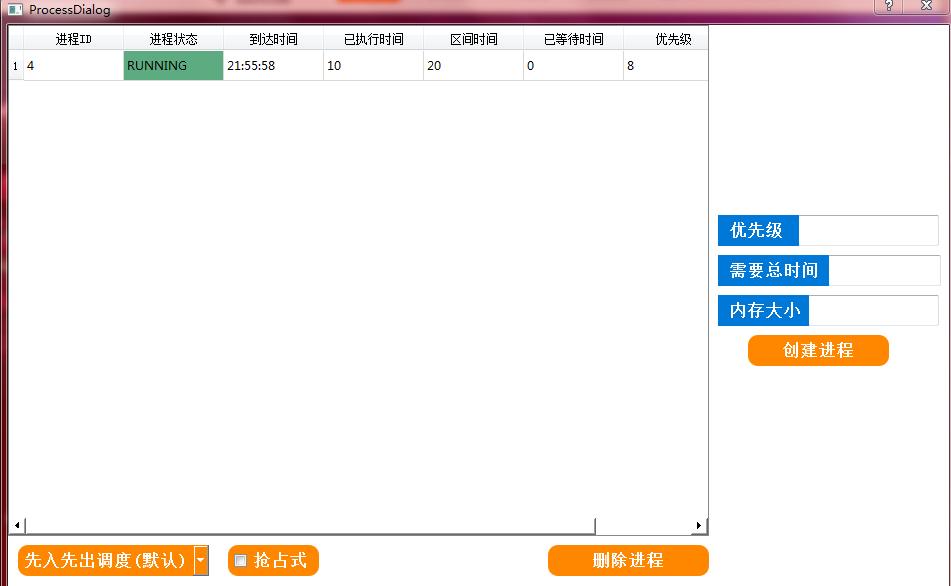 ProcessDialog
进程ID 进程状态 到达时间 已执行时间 区间时间 已等待时间 优先级
1 4 RUNNING 21:55:58 10 20 0 8
优先级
需要总时间
内存大小
创建进程
先入先出调度(默认) 抢占式 删除进程